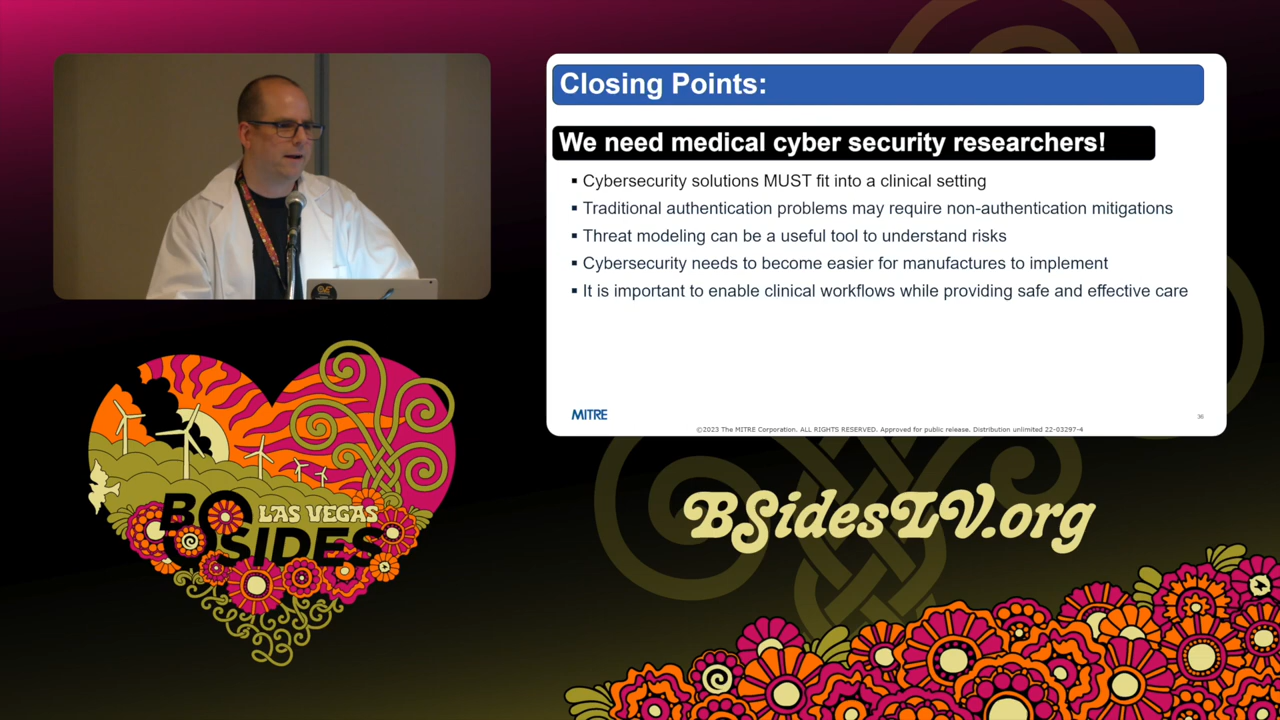 Closing Points:
We need medical cyber security researchers!
▪ Cybersecurity solutions MUST fit into a clinical setting
▪ Traditional authentication problems may require non-authentication mitigations
▪ Threat modeling can be a useful tool to understand risks
▪ Cybersecurity needs to become easier for manufactures to implement
▪ It is important to enable clinical workflows while providing safe and effective care
MITRE
©2023 The MITRE Corporation. ALL RIGHTS RESERVED. Approved for public release. Distribution unlimited 22-03297-4
36
LAS VEGAS
BSIDES
23
BSidesLV.org